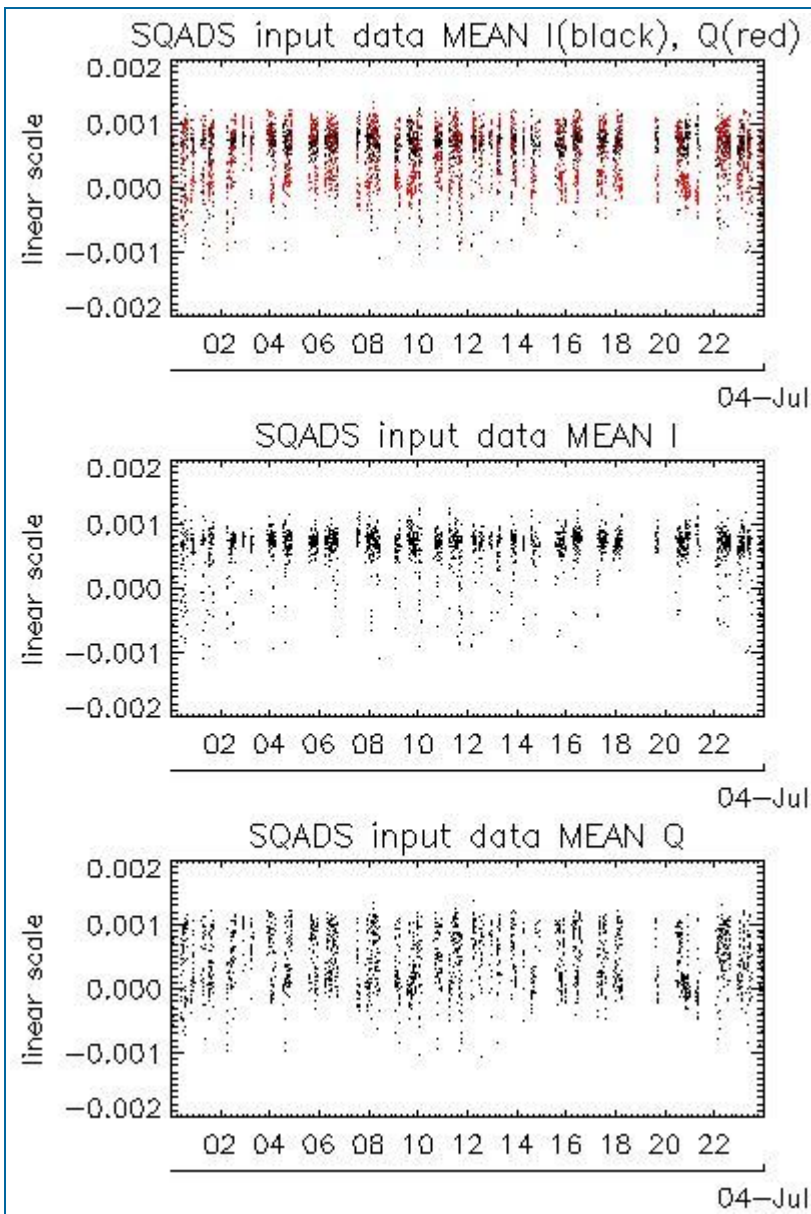 SQADS input data MEAN I(black), Q(red)
linear scale
0.002
0.001
0.000
−0.001
−0.002
02 04 06 08 10 12 14 16 18 20 22
04−Jul
SQADS input data MEAN I
linear scale
0.002
0.001
0.000
−0.001
−0.002
02 04 06 08 10 12 14 16 18 20 22
04−Jul
SQADS input data MEAN Q
linear scale
0.002
0.001
0.000
−0.001
−0.002
02 04 06 08 10 12 14 16 18 20 22
04−Jul